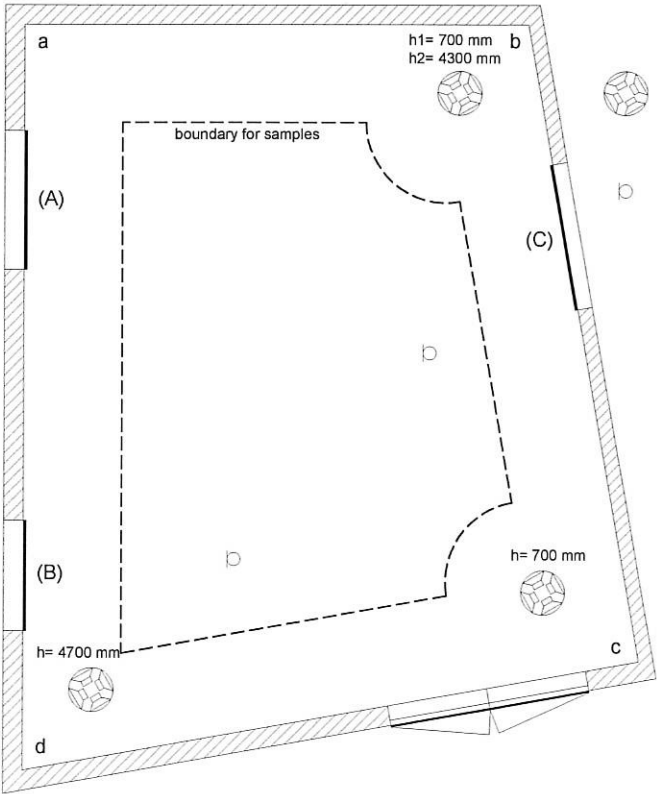 a
h1= 700 mm
h2= 4300 mm
b
boundary for samples
(A)
(C)
(B)
h= 700 mm
h= 4700 mm
c
d